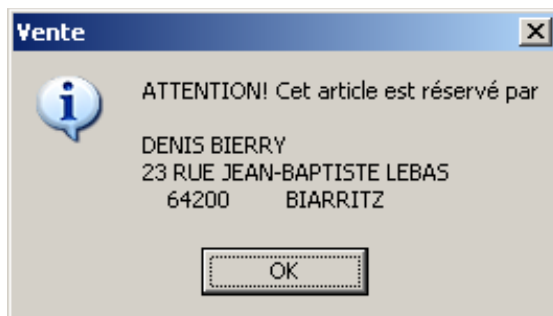 Vente
ATTENTION! Cet article est réservé par
DENIS BIERRY
23 RUE JEAN-BAPTISTE LEBAS
64200 BIARRITZ
OK